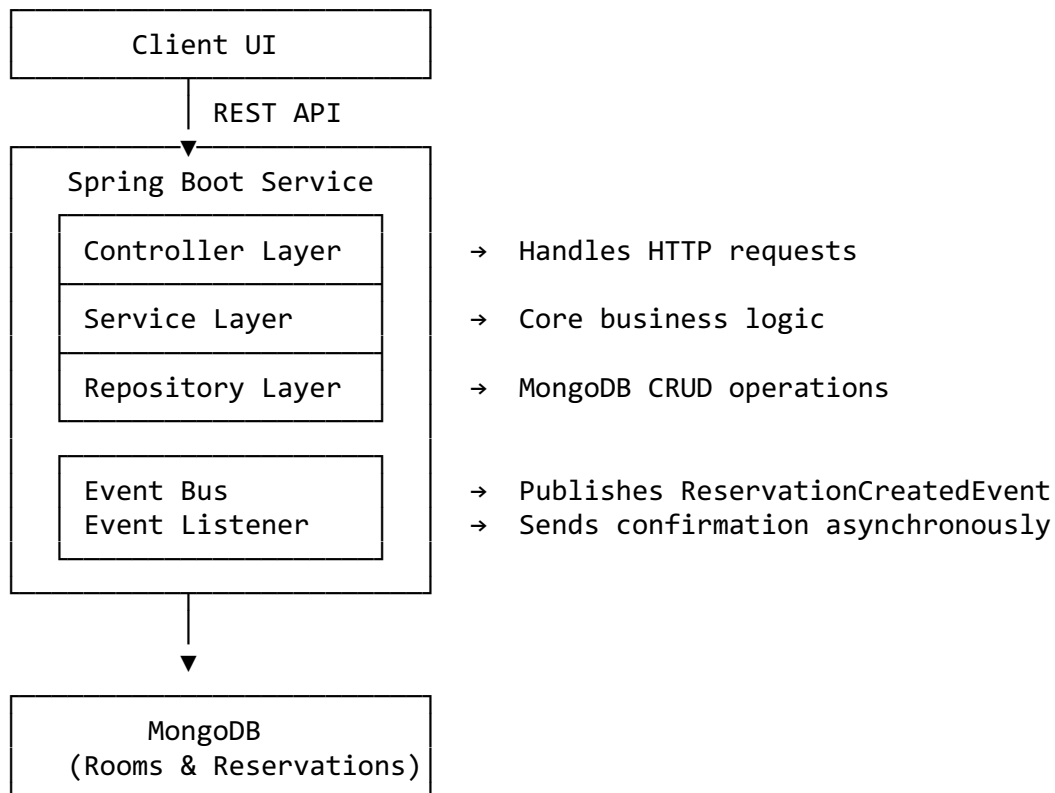 Client UI
REST API
Spring Boot Service
Controller Layer → Handles HTTP requests
Service Layer → Core business logic
Repository Layer → MongoDB CRUD operations
Event Bus → Publishes ReservationCreatedEvent
Event Listener → Sends confirmation asynchronously
MongoDB
(Rooms & Reservations)